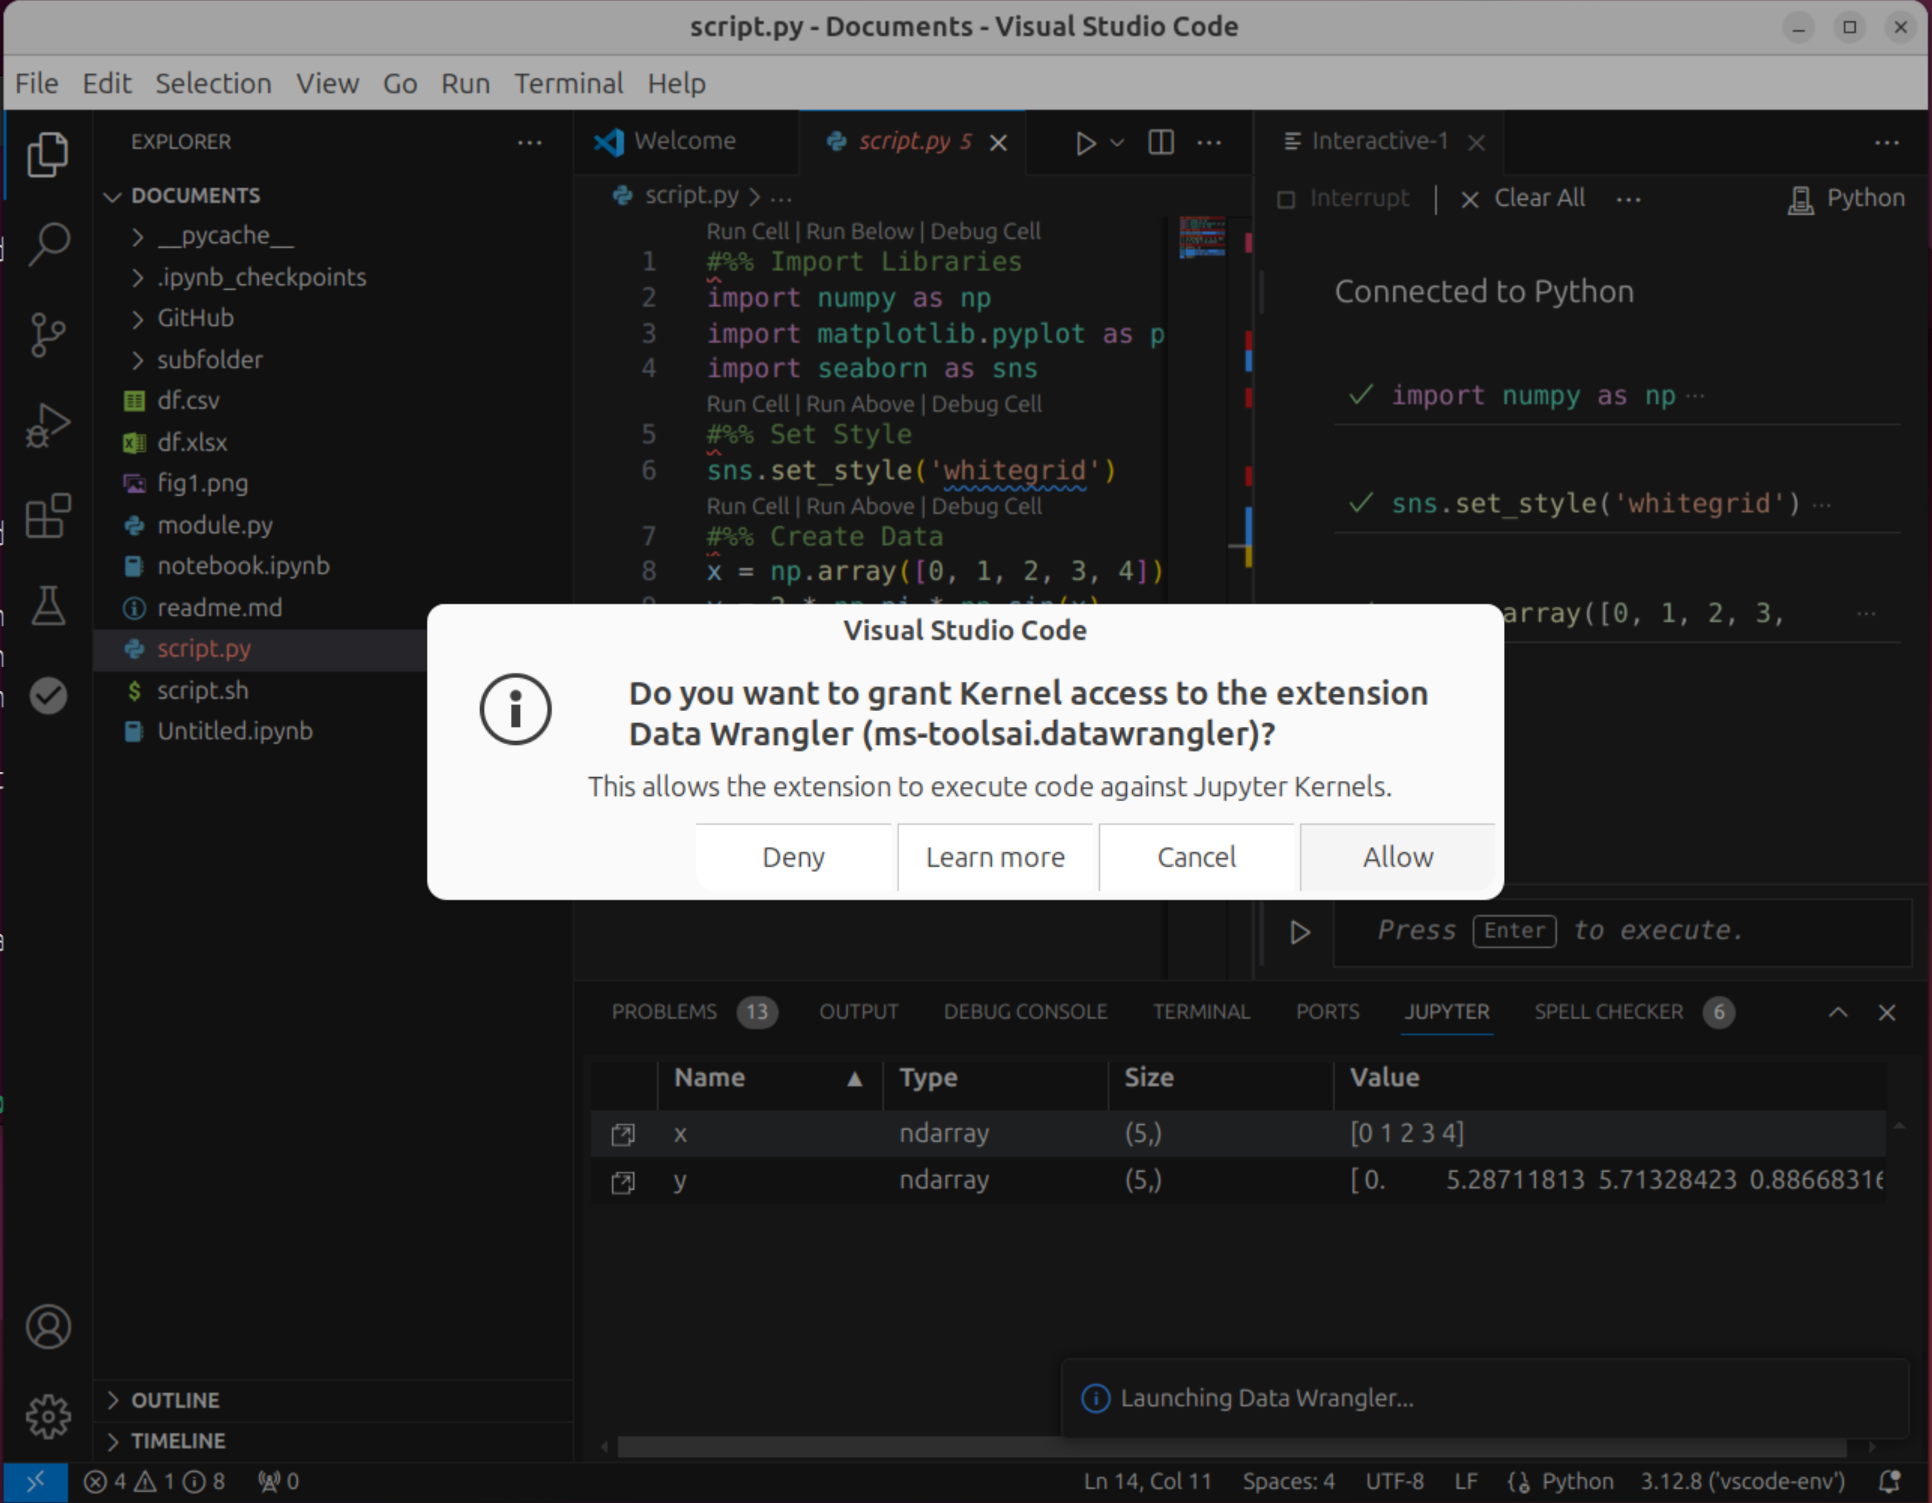 script.py - Documents - Visual Studio Code
File Edit Selection View Go Run Terminal Help
EXPLORER
DOCUMENTS
__pycache__
.ipynb_checkpoints
GitHub
subfolder
df.csv
df.xlsx
fig1.png
module.py
notebook.ipynb
readme.md
script.py
script.sh
Untitled.ipynb
OUTLINE
TIMELINE
Welcome
script.py 5
script.py > ...
Run Cell | Run Below | Debug Cell
1 #%% Import Libraries
2 import numpy as np
3 import matplotlib.pyplot as p
4 import seaborn as sns
Run Cell | Run Above | Debug Cell
5 #%% Set Style
6 sns.set_style('whitegrid')
Run Cell | Run Above | Debug Cell
7 #%% Create Data
8 x = np.array([0, 1, 2, 3, 4])
Interactive-1
Interrupt | Clear All ... Python
Connected to Python
import numpy as np ...
sns.set_style('whitegrid') ...
array([0, 1, 2, 3, ...
Press Enter to execute.
Visual Studio Code
Do you want to grant Kernel access to the extension
Data Wrangler (ms-toolsai.datawrangler)?
This allows the extension to execute code against Jupyter Kernels.
Deny Learn more Cancel Allow
PROBLEMS 13 OUTPUT DEBUG CONSOLE TERMINAL PORTS JUPYTER SPELL CHECKER 6
Name Type Size Value
x ndarray (5,) [0 1 2 3 4]
y ndarray (5,) [ 0. 5.28711813 5.71328423 0.88668316
Launching Data Wrangler...
4 1 8 0 Ln 14, Col 11 Spaces: 4 UTF-8 LF Python 3.12.8 ('vscode-env')